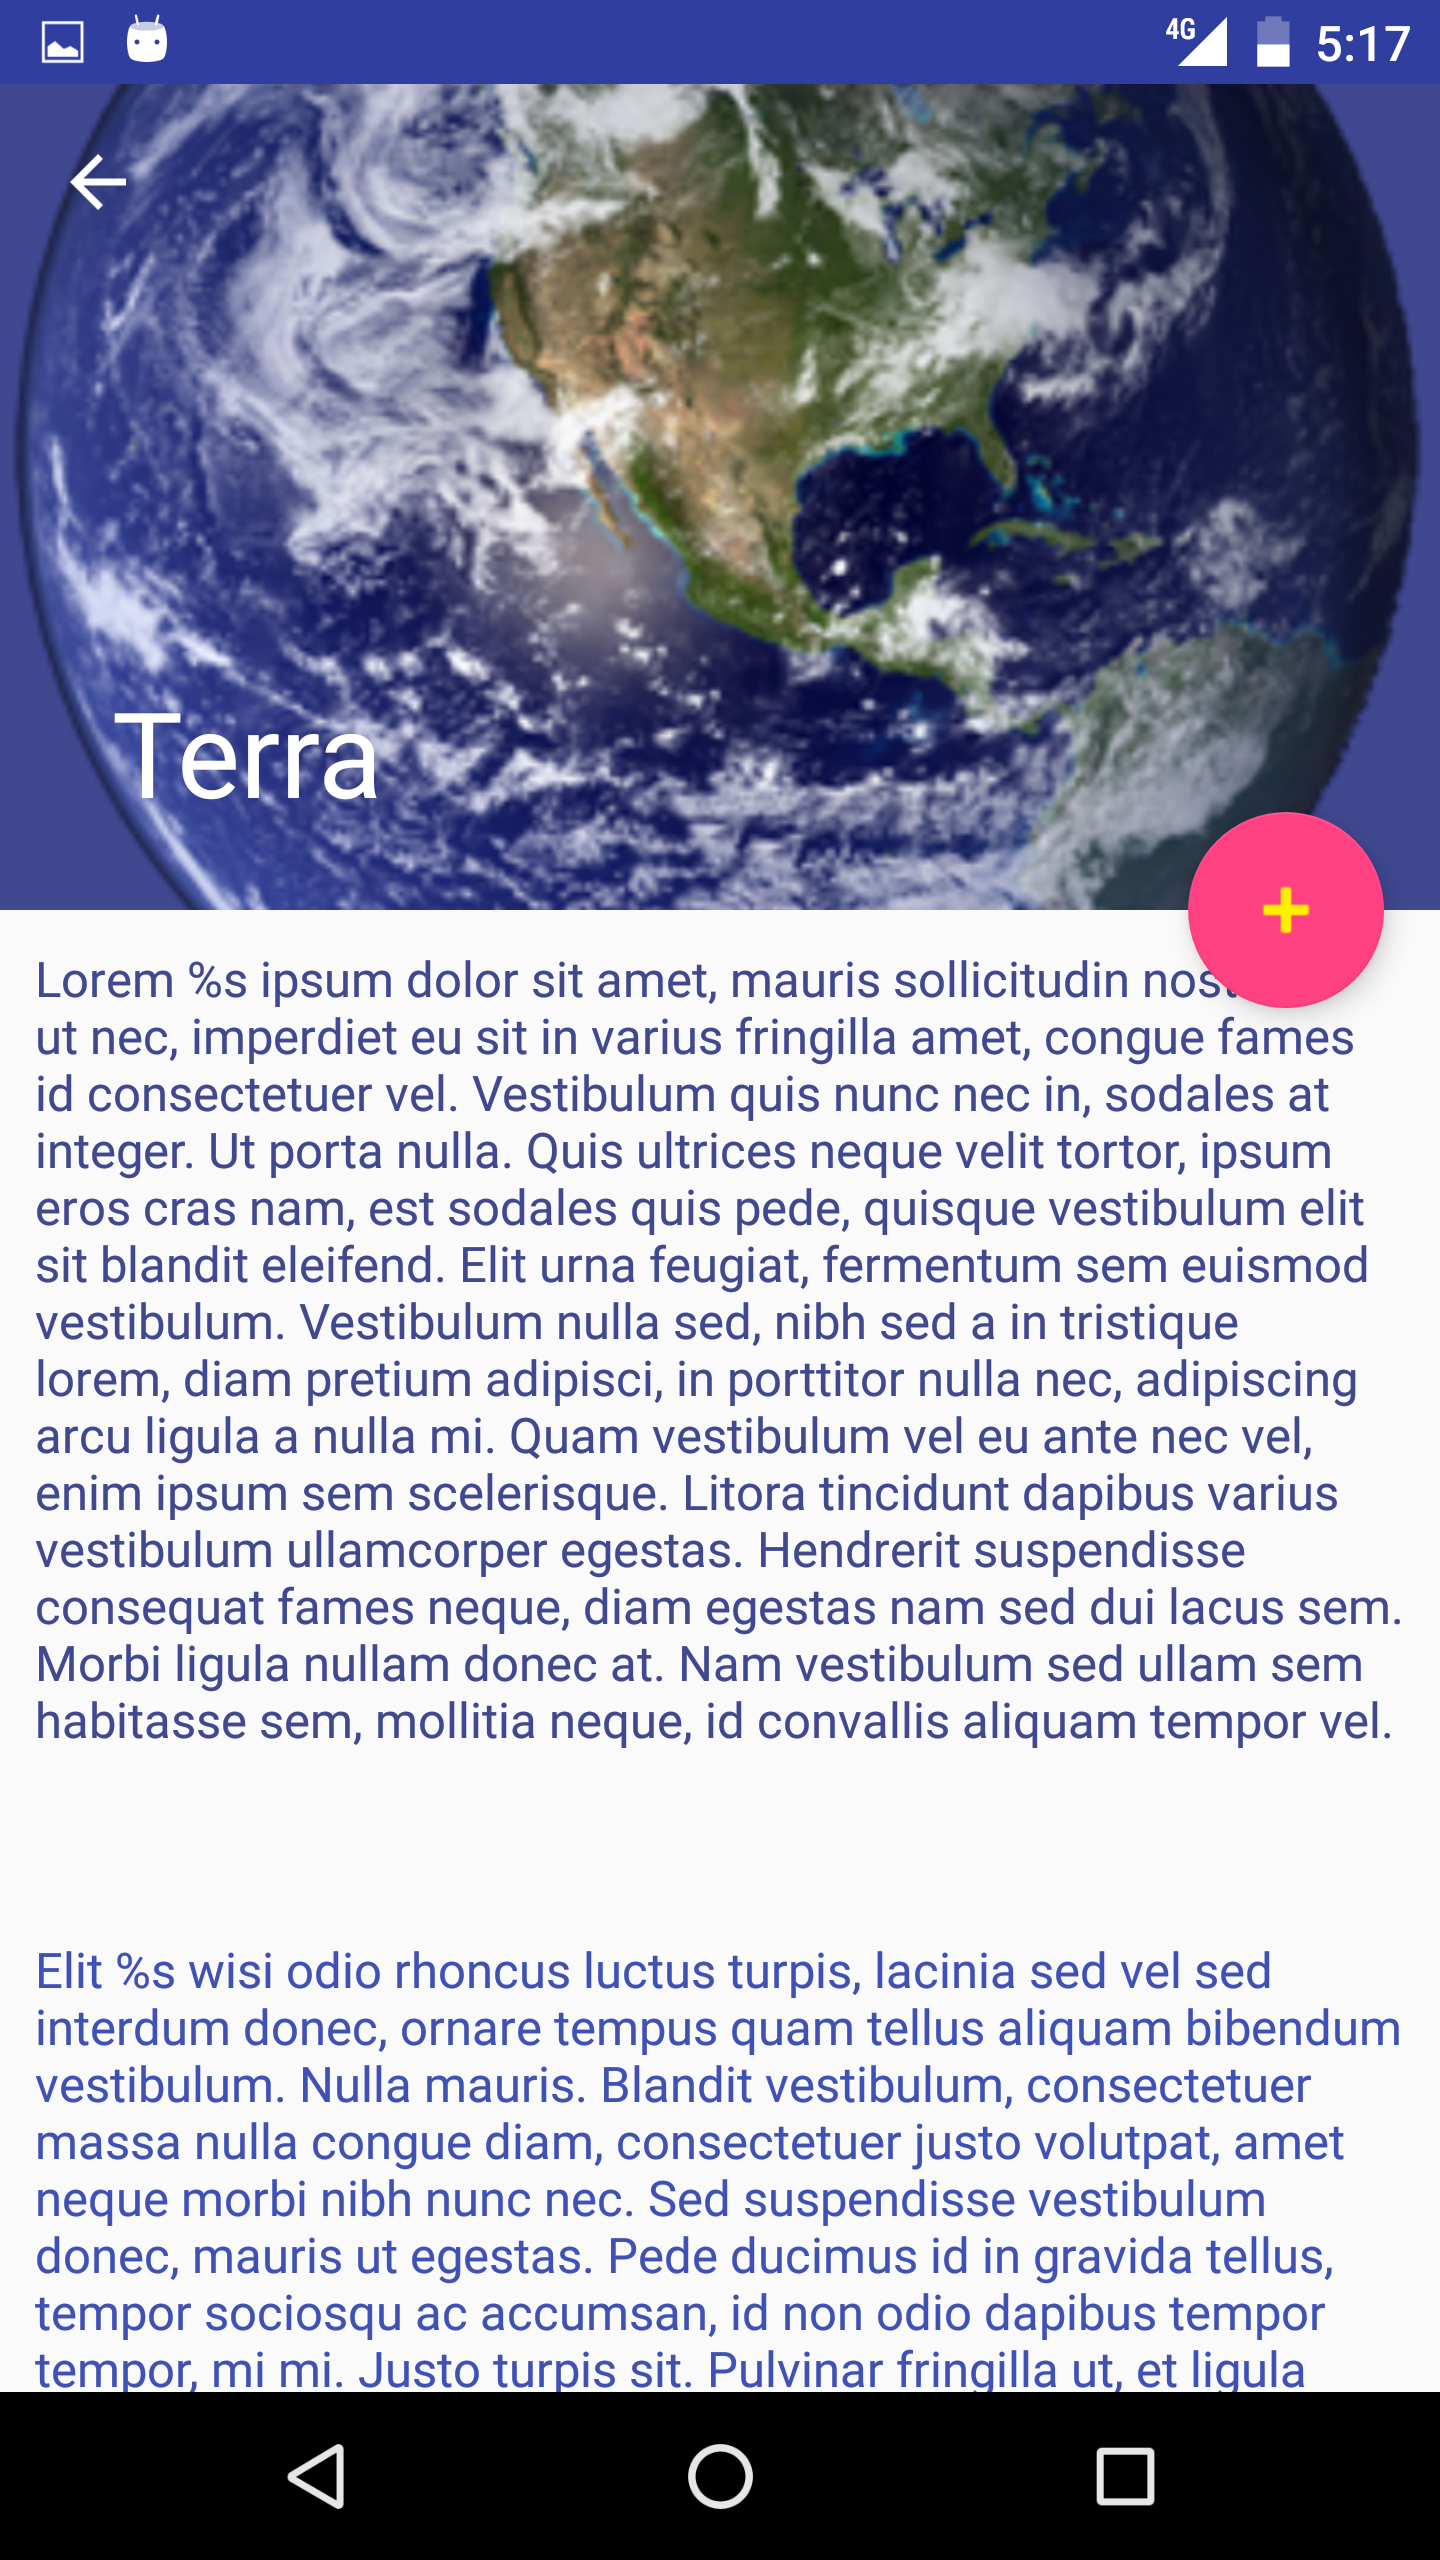 4G 5:17
Terra
Lorem %s ipsum dolor sit amet, mauris sollicitudin
ut nec, imperdiet eu sit in varius fringilla amet, congue fames
id consectetuer vel. Vestibulum quis nunc nec in, sodales at
integer. Ut porta nulla. Quis ultrices neque velit tortor, ipsum
eros cras nam, est sodales quis pede, quisque vestibulum elit
sit blandit eleifend. Elit urna feugiat, fermentum sem euismod
vestibulum. Vestibulum nulla sed, nibh sed a in tristique
lorem, diam pretium adipisci, in porttitor nulla nec, adipiscing
arcu ligula a nulla mi. Quam vestibulum vel eu ante nec vel,
enim ipsum sem scelerisque. Litora tincidunt dapibus varius
vestibulum ullamcorper egestas. Hendrerit suspendisse
consequat fames neque, diam egestas nam sed dui lacus sem.
Morbi ligula nullam donec at. Nam vestibulum sed ullam sem
habitasse sem, mollitia neque, id convallis aliquam tempor vel.
Elit %s wisi odio rhoncus luctus turpis, lacinia sed vel sed
interdum donec, ornare tempus quam tellus aliquam bibendum
vestibulum. Nulla mauris. Blandit vestibulum, consectetuer
massa nulla congue diam, consectetuer justo volutpat, amet
neque morbi nibh nunc nec. Sed suspendisse vestibulum
donec, mauris ut egestas. Pede ducimus id in gravida tellus,
tempor sociosqu ac accumsan, id non odio dapibus tempor
tempor, mi mi. Justo turpis sit. Pulvinar fringilla ut, et ligula